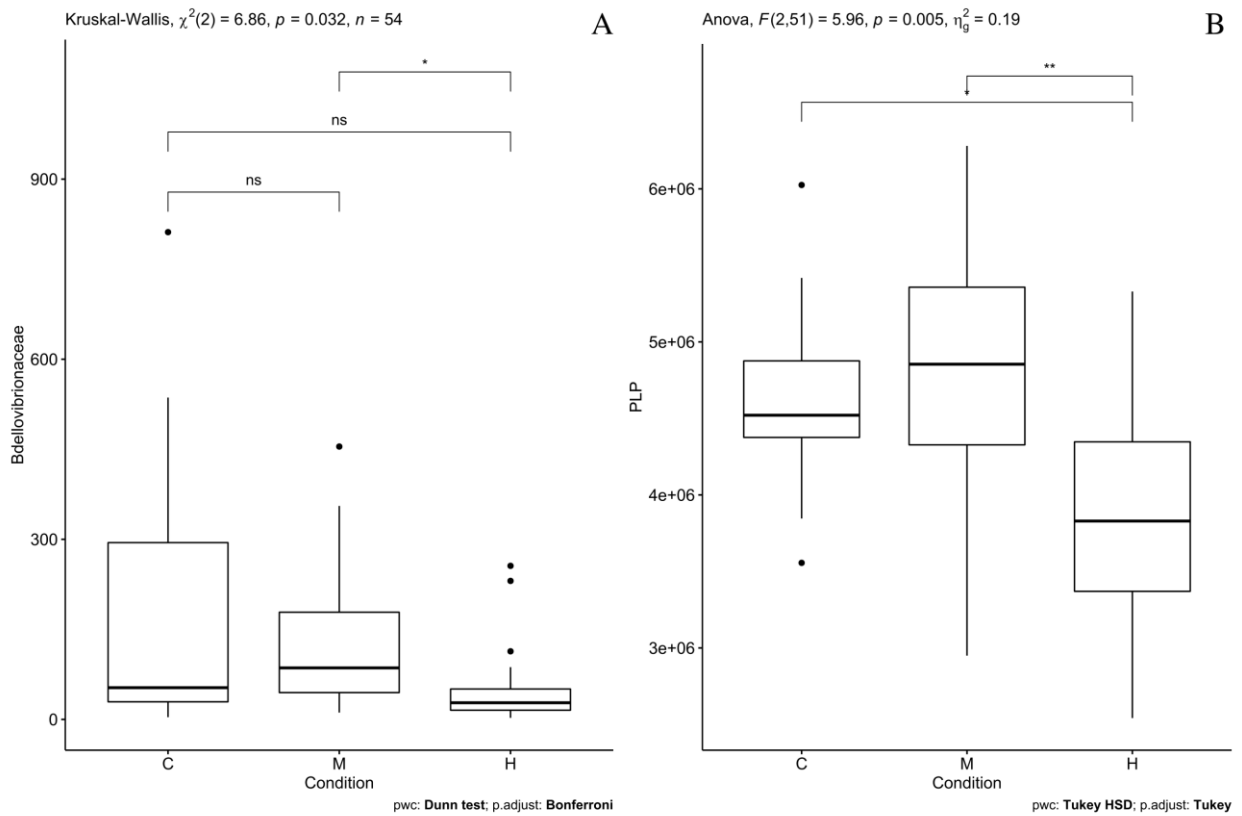 Kruskal-Wallis, χ²(2) = 6.86, p = 0.032, n = 54
A
*
ns
ns
900
600
300
0
Bdellovibrionaceae
C M H
Condition
pwc: Dunn test; p.adjust: Bonferroni
Anova, F(2,51) = 5.96, p = 0.005, η²g = 0.19
B
**
*
6e+06
5e+06
4e+06
3e+06
PLP
C M H
Condition
pwc: Tukey HSD; p.adjust: Tukey